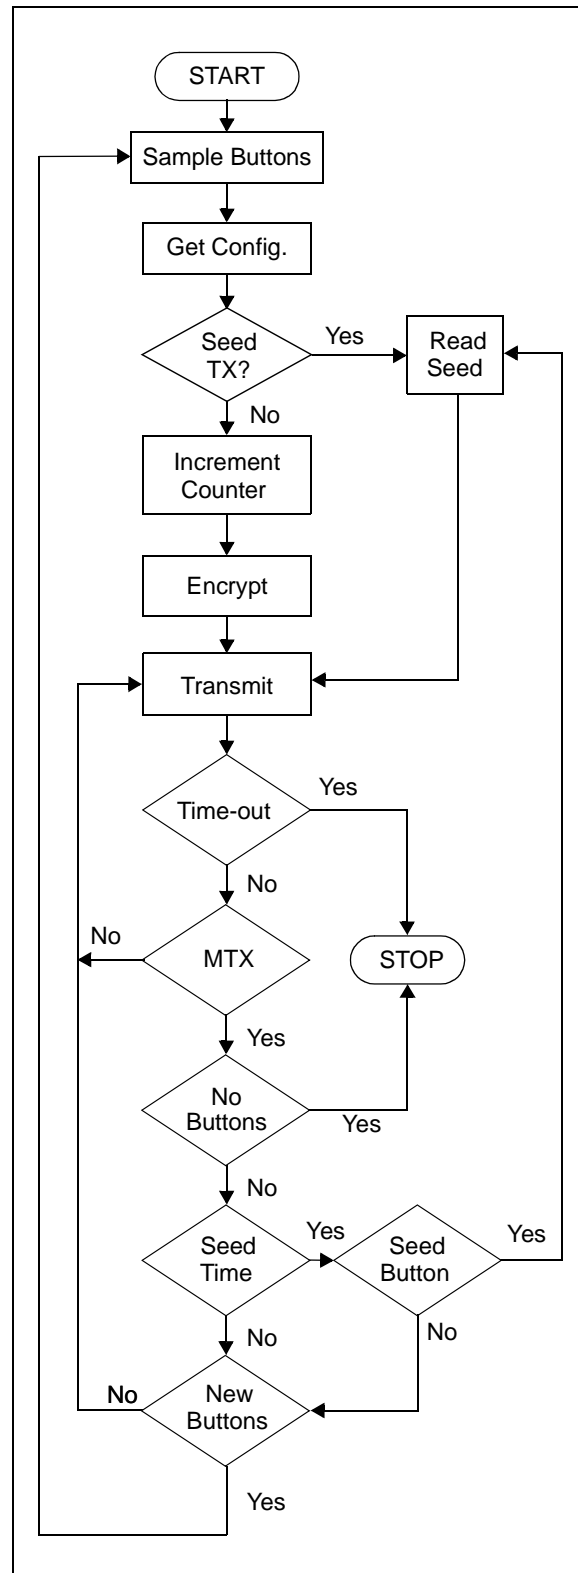 START
Sample Buttons
Get Config.
Seed
TX?
Yes
Read
Seed
No
Increment
Counter
Encrypt
Transmit
Time-out
Yes
No
No
MTX
STOP
Yes
No
Buttons
Yes
No
Seed
Time
Yes
Seed
Button
Yes
No
No
No
New
Buttons
Yes